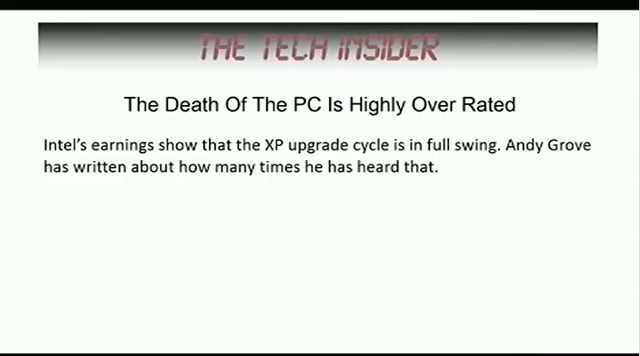 THE TECH INSIDER
The Death Of The PC Is Highly Over Rated
Intel's earnings show that the XP upgrade cycle is in full swing. Andy Grove
has written about how many times he has heard that.